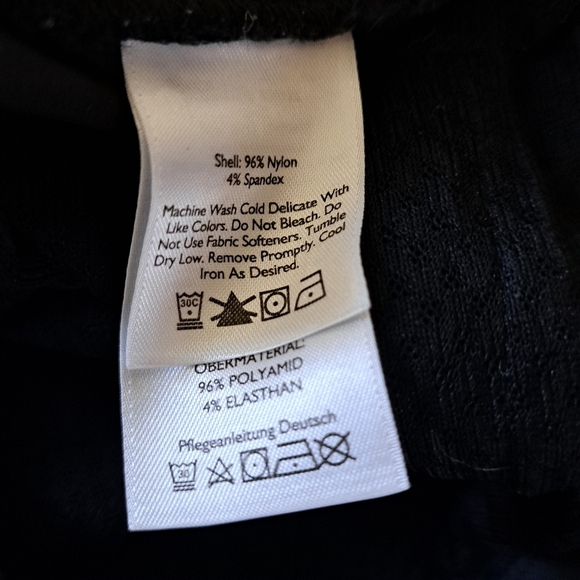 Shell: 96% Nylon
4% Spandex
Machine Wash Cold Delicate With
Like Colors. Do Not Bleach. Do
Not Use Fabric Softeners. Tumble
Dry Low. Remove Promptly. Cool
Iron As Desired.
30C
OBERMATERIAL:
96% POLYAMID
4% ELASTHAN
Pflegeanleitung Deutsch
30